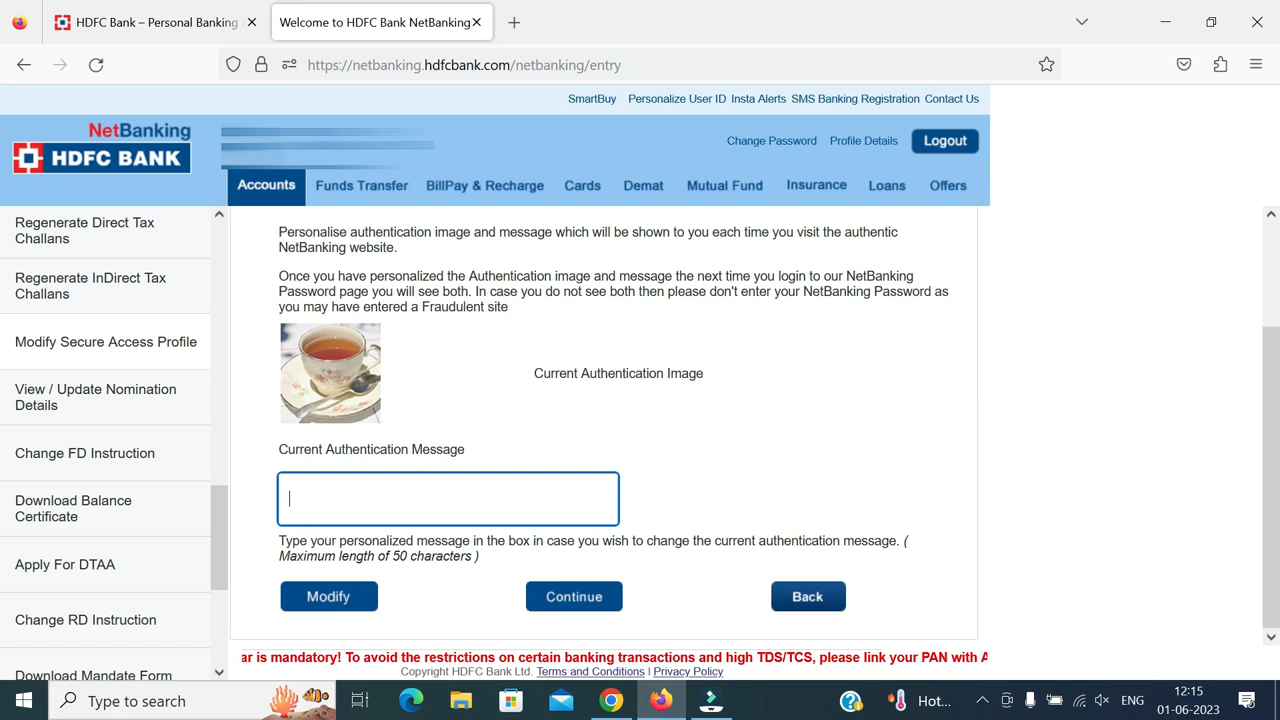 HDFC Bank – Personal Banking
Welcome to HDFC Bank NetBanking
https://netbanking.hdfcbank.com/netbanking/entry
SmartBuy Personalize User ID Insta Alerts SMS Banking Registration Contact Us
NetBanking
HDFC BANK
Change Password Profile Details Logout
Accounts Funds Transfer BillPay & Recharge Cards Demat Mutual Fund Insurance Loans Offers
Regenerate Direct Tax
Challans
Regenerate InDirect Tax
Challans
Modify Secure Access Profile
View / Update Nomination
Details
Change FD Instruction
Download Balance
Certificate
Apply For DTAA
Change RD Instruction
Download Mandate Form
Personalise authentication image and message which will be shown to you each time you visit the authentic
NetBanking website.
Once you have personalized the Authentication image and message the next time you login to our NetBanking
Password page you will see both. In case you do not see both then please don't enter your NetBanking Password as
you may have entered a Fraudulent site
Current Authentication Image
Current Authentication Message
Type your personalized message in the box in case you wish to change the current authentication message. (
Maximum length of 50 characters )
Modify Continue Back
ar is mandatory! To avoid the restrictions on certain banking transactions and high TDS/TCS, please link your PAN with A
Copyright HDFC Bank Ltd. Terms and Conditions | Privacy Policy
Type to search
Hot...
ENG
12:15
01-06-2023